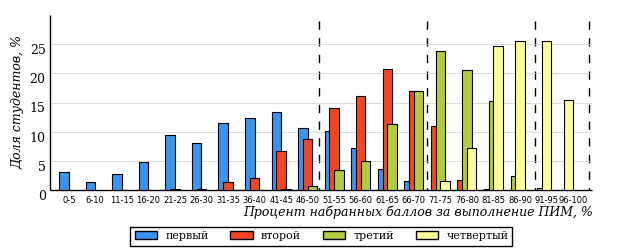 Доля студентов, %
25
20
15
10
5
0
0-5 6-10 11-15 16-20 21-25 26-30 31-35 36-40 41-45 46-50 51-55 56-60 61-65 66-70 71-75 76-80 81-85 86-90 91-95 96-100
Процент набранных баллов за выполнение ПИМ, %
первый второй третий четвертый